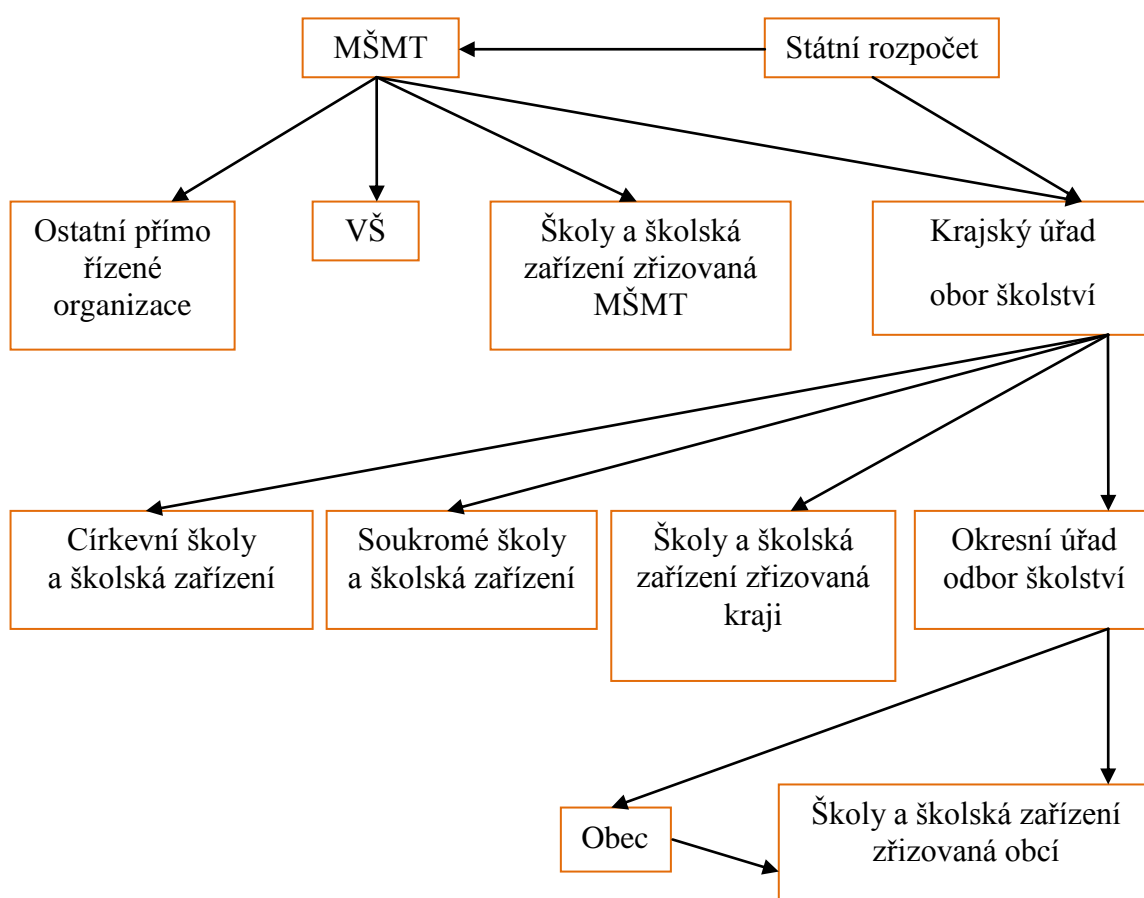 MŠMT
Státní rozpočet
Ostatní přímo
řízené
organizace
VŠ
Školy a školská
zařízení zřizovaná
MŠMT
Krajský úřad
obor školství
Církevní školy
a školská zařízení
Soukromé školy
a školská zařízení
Školy a školská
zařízení zřizovaná
kraji
Okresní úřad
odbor školství
Obec
Školy a školská zařízení
zřizovaná obcí